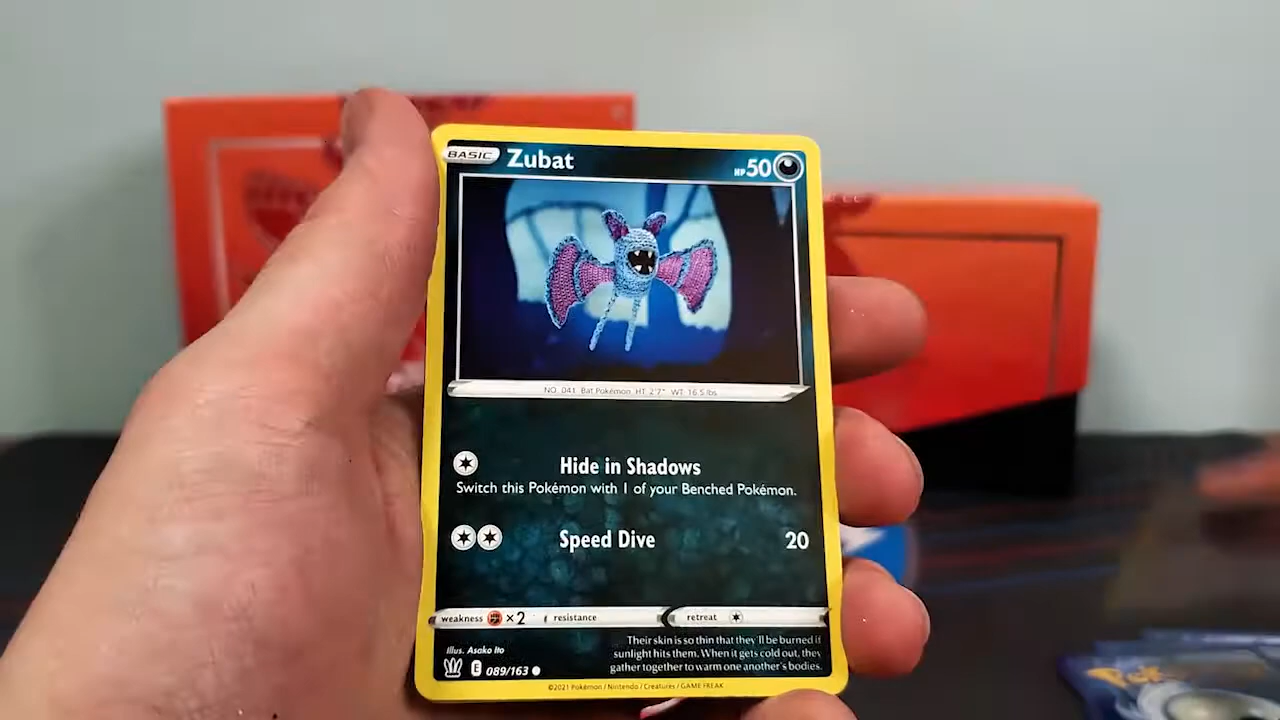 BASIC Zubat HP 50
NO. 041 Bat Pokémon HT: 2'7" WT: 16.5 lbs
Hide in Shadows
Switch this Pokémon with 1 of your Benched Pokémon.
Speed Dive 20
weakness ×2 resistance retreat
Illus. Asako Ito
Their skin is so thin that they'll be burned if
sunlight hits them. When it gets cold out, they
gather together to warm one another's bodies.
E 089/163
©2021 Pokémon / Nintendo / Creatures / GAME FREAK